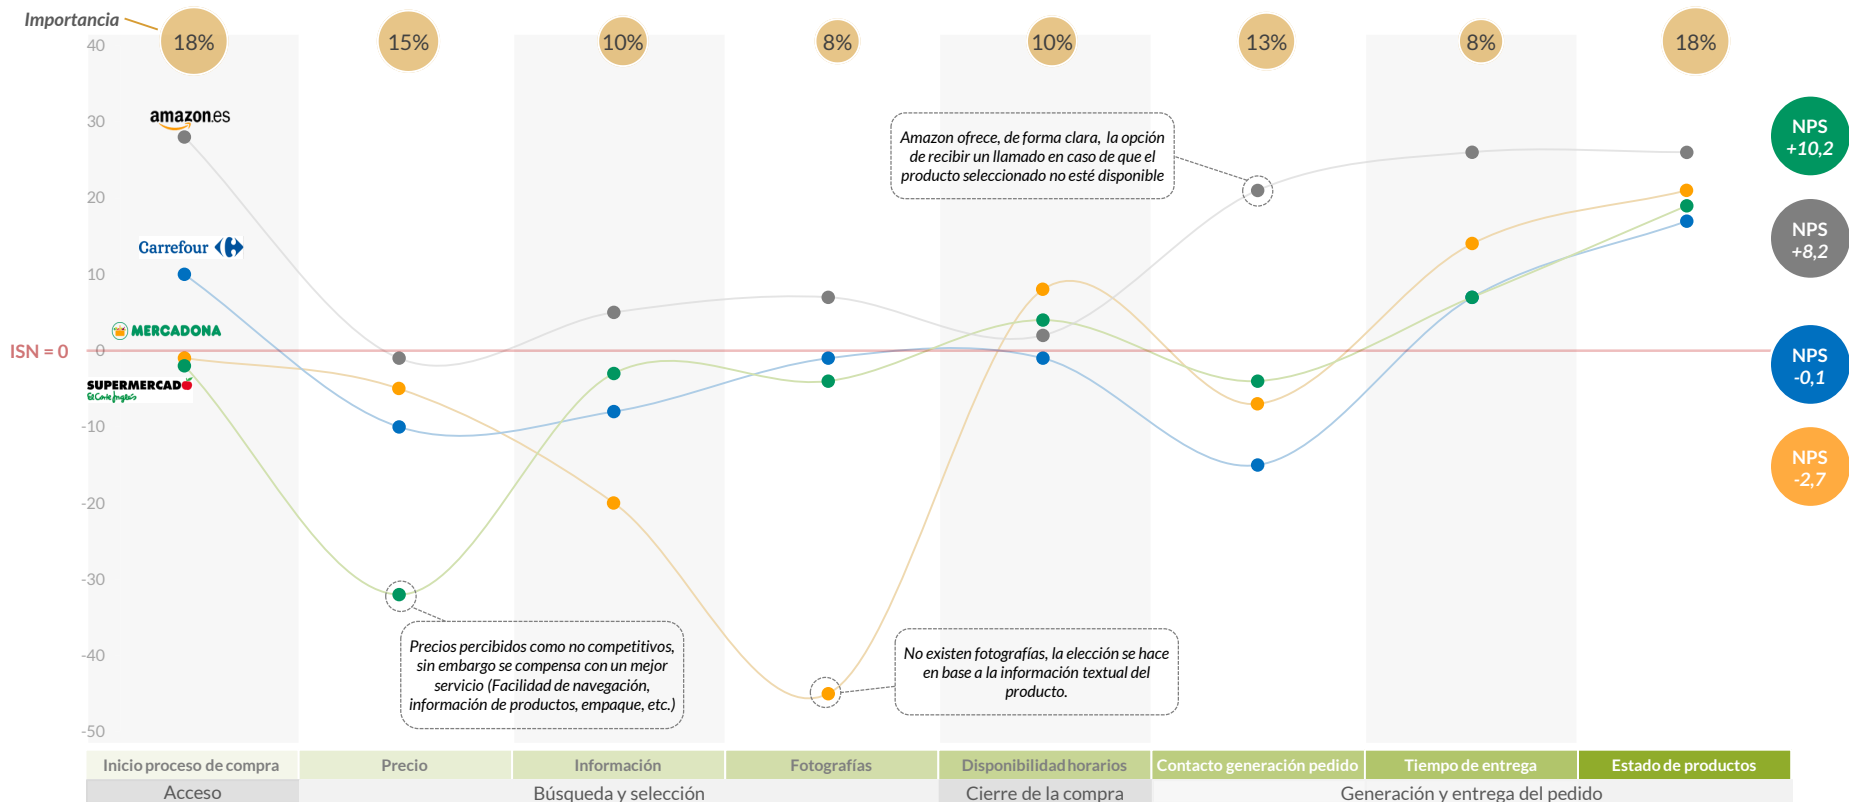 Importancia
18%
15%
10%
8%
10%
13%
8%
18%
40
30
20
10
0
-10
-20
-30
-40
-50
ISN = 0
amazon.es
Carrefour
MERCADONA
SUPERMERCADO
El Corte Inglés
Amazon ofrece, de forma clara, la opción
de recibir un llamado en caso de que el
producto seleccionado no esté disponible
Precios percibidos como no competitivos,
sin embargo se compensa con un mejor
servicio (Facilidad de navegación,
información de productos, empaque, etc.)
No existen fotografías, la elección se hace
en base a la información textual del
producto.
NPS
+10,2
NPS
+8,2
NPS
-0,1
NPS
-2,7
Inicio proceso de compra
Precio
Información
Fotografías
Disponibilidad horarios
Contacto generación pedido
Tiempo de entrega
Estado de productos
Acceso
Búsqueda y selección
Cierre de la compra
Generación y entrega del pedido